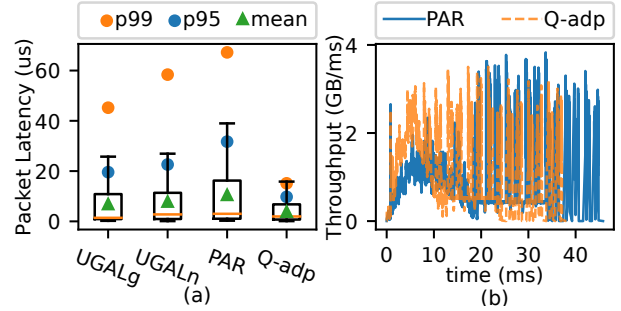 p99 p95 mean
Packet Latency (us)
60
40
20
0
UGALg UGALn PAR Q-adp
(a)
PAR Q-adp
Throughput (GB/ms)
4
2
0
0 10 20 30 40
time (ms)
(b)